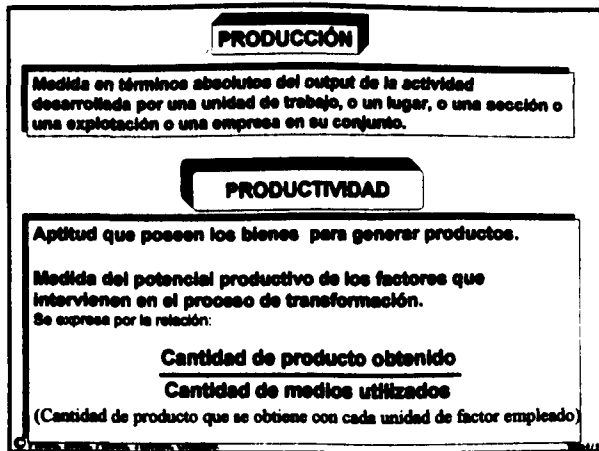 PRODUCCIÓN
Medida en términos absolutos del output de la actividad
desarrollada por una unidad de trabajo, o un lugar, o una sección o
una explotación o una empresa en su conjunto.
PRODUCTIVIDAD
Aptitud que poseen los bienes para generar productos.
Medida del potencial productivo de los factores que
intervienen en el proceso de transformación.
Se expresa por la relación:
Cantidad de producto obtenido
Cantidad de medios utilizados
(Cantidad de producto que se obtiene con cada unidad de factor empleado)
©